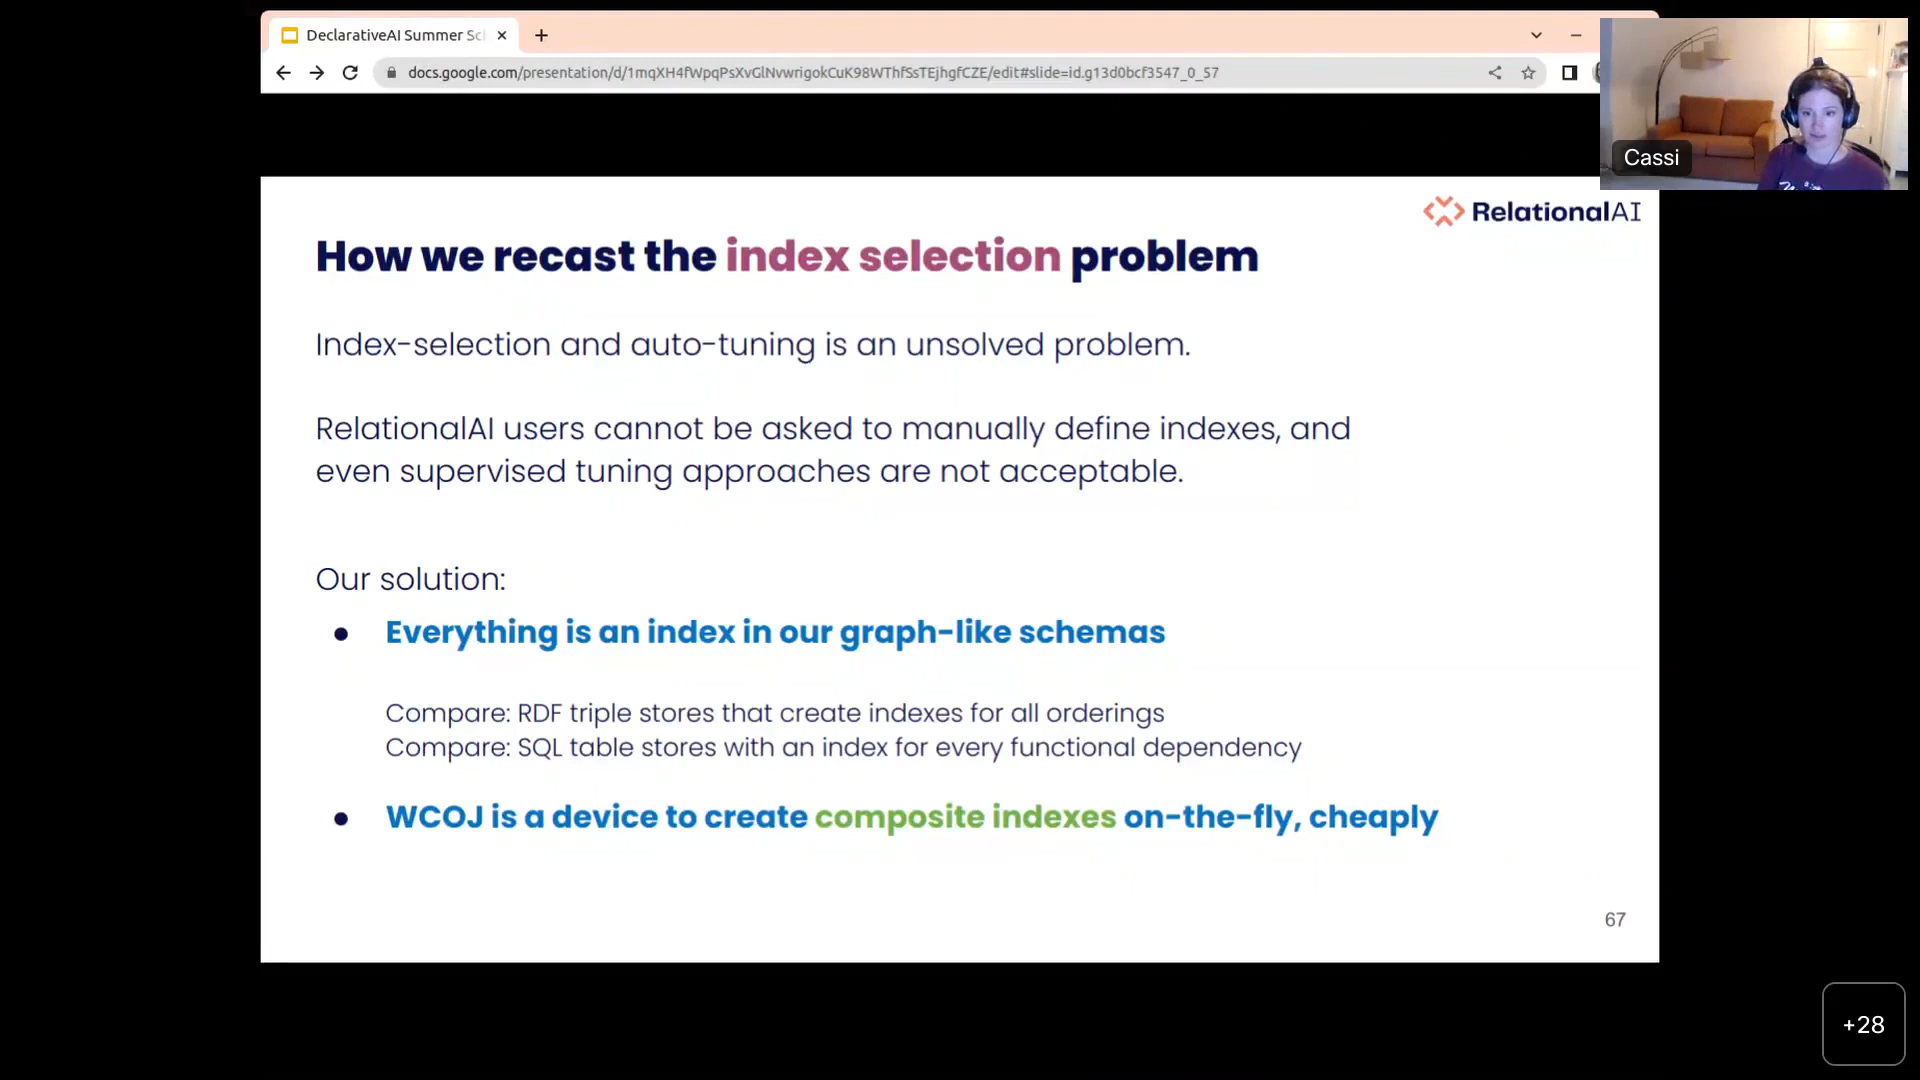 DeclarativeAI Summer Sc
docs.google.com/presentation/d/1mqXH4fWpqPsXvGlNvwrigokCuK98WThfSsTEjhgfCZE/edit#slide=id.g13d0bcf3547_0_57
Cassi
RelationalAI
How we recast the index selection problem
Index-selection and auto-tuning is an unsolved problem.
RelationalAI users cannot be asked to manually define indexes, and
even supervised tuning approaches are not acceptable.
Our solution:
● Everything is an index in our graph-like schemas
Compare: RDF triple stores that create indexes for all orderings
Compare: SQL table stores with an index for every functional dependency
● WCOJ is a device to create composite indexes on-the-fly, cheaply
67
+28